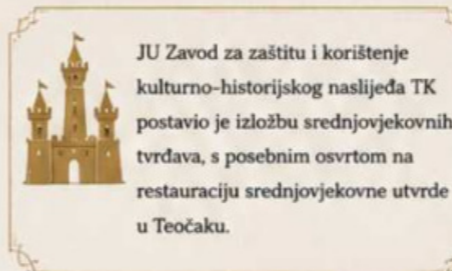 JU Zavod za zaštitu i korištenje
kulturno-historijskog naslijeđa TK
postavio je izložbu srednjovjekovnih
tvrđava, s posebnim osvrtom na
restauraciju srednjovjekovne utvrde
u Teočaku.